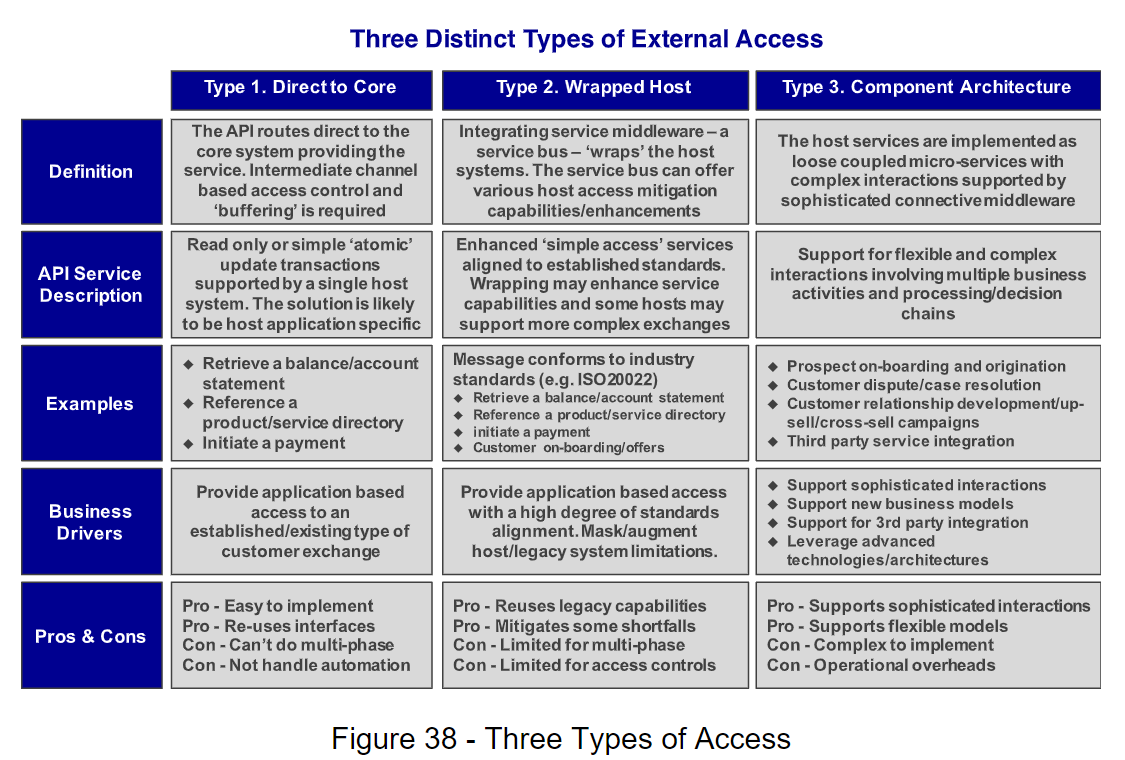 Three Distinct Types of External Access
Type 1. Direct to Core
Type 2. Wrapped Host
Type 3. Component Architecture
Definition
The API routes direct to the
core system providing the
service. Intermediate channel
based access control and
‘buffering’ is required
Integrating service middleware – a
service bus – ‘wraps’ the host
systems. The service bus can offer
various host access mitigation
capabilities/enhancements
The host services are implemented as
loose coupled micro-services with
complex interactions supported by
sophisticated connective middleware
API Service
Description
Read only or simple ‘atomic’
update transactions
supported by a single host
system. The solution is likely
to be host application specific
Enhanced ‘simple access’ services
aligned to established standards.
Wrapping may enhance service
capabilities and some hosts may
support more complex exchanges
Support for flexible and complex
interactions involving multiple business
activities and processing/decision
chains
Examples
◆ Retrieve a balance/account
statement
◆ Reference a
product/service directory
◆ Initiate a payment
Message conforms to industry
standards (e.g. ISO20022)
◆ Retrieve a balance/account statement
◆ Reference a product/service directory
◆ initiate a payment
◆ Customer on-boarding/offers
◆ Prospect on-boarding and origination
◆ Customer dispute/case resolution
◆ Customer relationship development/up-
sell/cross-sell campaigns
◆ Third party service integration
Business
Drivers
Provide application based
access to an
established/existing type of
customer exchange
Provide application based access
with a high degree of standards
alignment. Mask/augment
host/legacy system limitations.
◆ Support sophisticated interactions
◆ Support new business models
◆ Support for 3rd party integration
◆ Leverage advanced
technologies/architectures
Pros & Cons
Pro - Easy to implement
Pro - Re-uses interfaces
Con - Can’t do multi-phase
Con - Not handle automation
Pro - Reuses legacy capabilities
Pro - Mitigates some shortfalls
Con - Limited for multi-phase
Con - Limited for access controls
Pro - Supports sophisticated interactions
Pro - Supports flexible models
Con - Complex to implement
Con - Operational overheads
Figure 38 - Three Types of Access